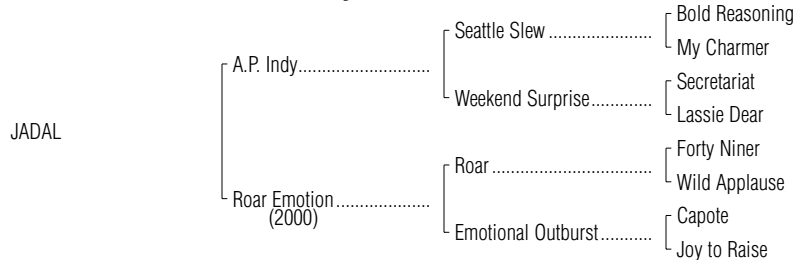 Bold Reasoning
Seattle Slew ......................
My Charmer
A.P. Indy............................
Secretariat
Weekend Surprise.............
Lassie Dear
JADAL
Forty Niner
Roar ..................................
Wild Applause
Roar Emotion....................
(2000)
Capote
Emotional Outburst...........
Joy to Raise